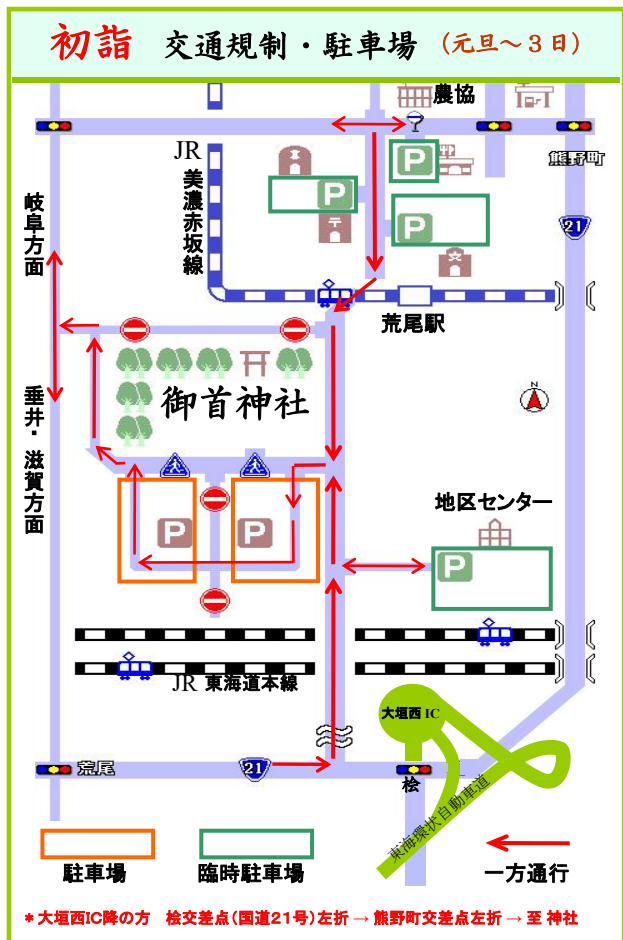 初詣 交通規制・駐車場 (元旦～３日)
農協
熊野町
JR
美濃赤坂線
21
岐阜方面
P
P
〒
P
文
荒尾駅
N
御首神社
垂井・滋賀方面
地区センター
P
P
P
JR 東海道本線
大垣西IC
荒尾
21
桧
東海環状自動車道
駐車場
臨時駐車場
一方通行
＊大垣西IC降の方　桧交差点(国道２１号)左折 → 熊野町交差点左折 → 至 神社